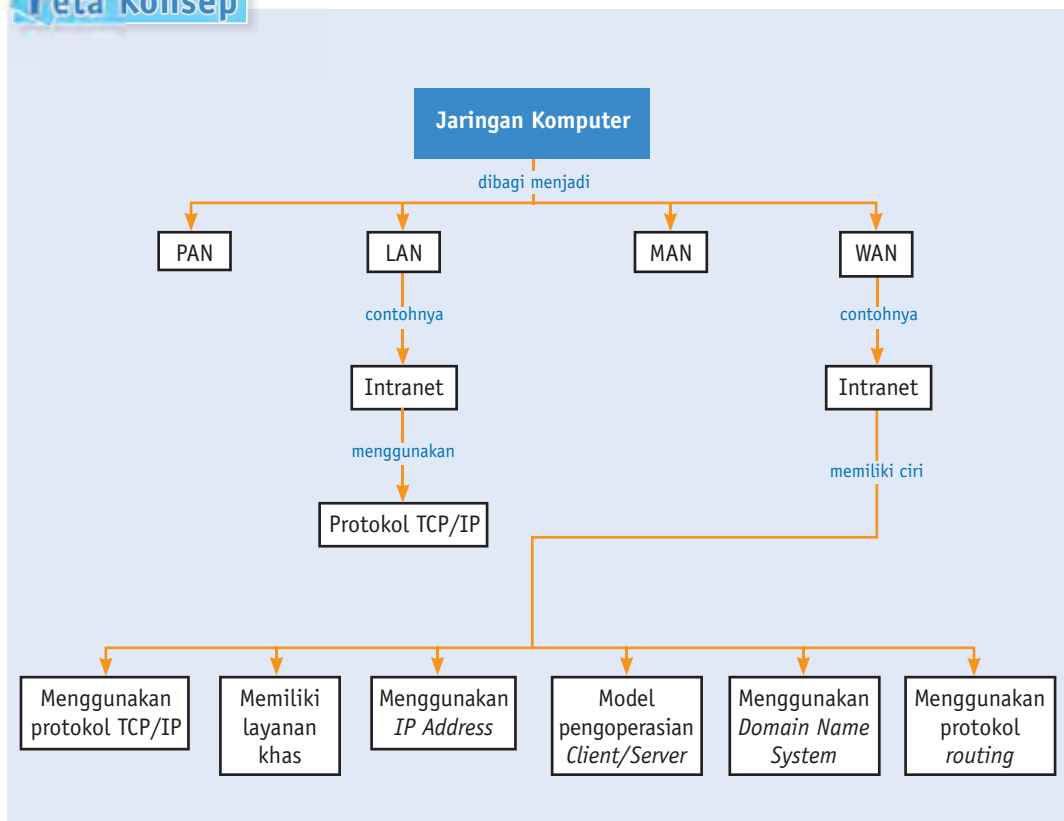 Peta Konsep
Jaringan Komputer
dibagi menjadi
PAN
LAN
MAN
WAN
contohnya
contohnya
Intranet
Intranet
menggunakan
memiliki ciri
Protokol TCP/IP
Menggunakan
protokol TCP/IP
Memiliki
layanan
khas
Menggunakan
IP Address
Model
pengoperasian
Client/Server
Menggunakan
Domain Name
System
Menggunakan
protokol
routing